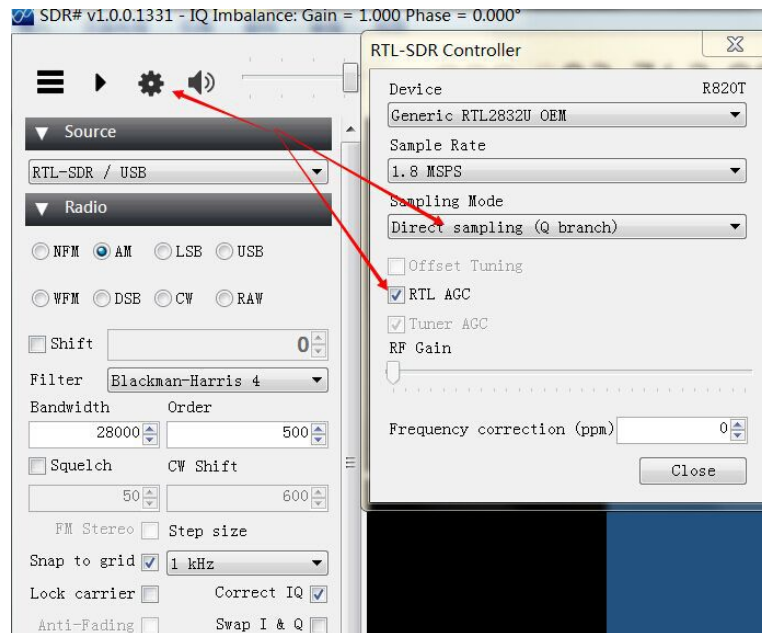 SDR# v1.0.0.1331 - IQ Imbalance: Gain = 1.000 Phase = 0.000°
Source
RTL-SDR / USB
Radio
NFM AM LSB USB
WFM DSB CW RAW
Shift 0
Filter Blackman-Harris 4
Bandwidth Order
28000 500
Squelch CW Shift
50 600
FM Stereo Step size
Snap to grid 1 kHz
Lock carrier Correct IQ
Anti-Fading Swap I & Q
RTL-SDR Controller
Device R820T
Generic RTL2832U OEM
Sample Rate
1.8 MSPS
Sampling Mode
Direct sampling (Q branch)
Offset Tuning
RTL AGC
Tuner AGC
RF Gain
Frequency correction (ppm) 0
Close